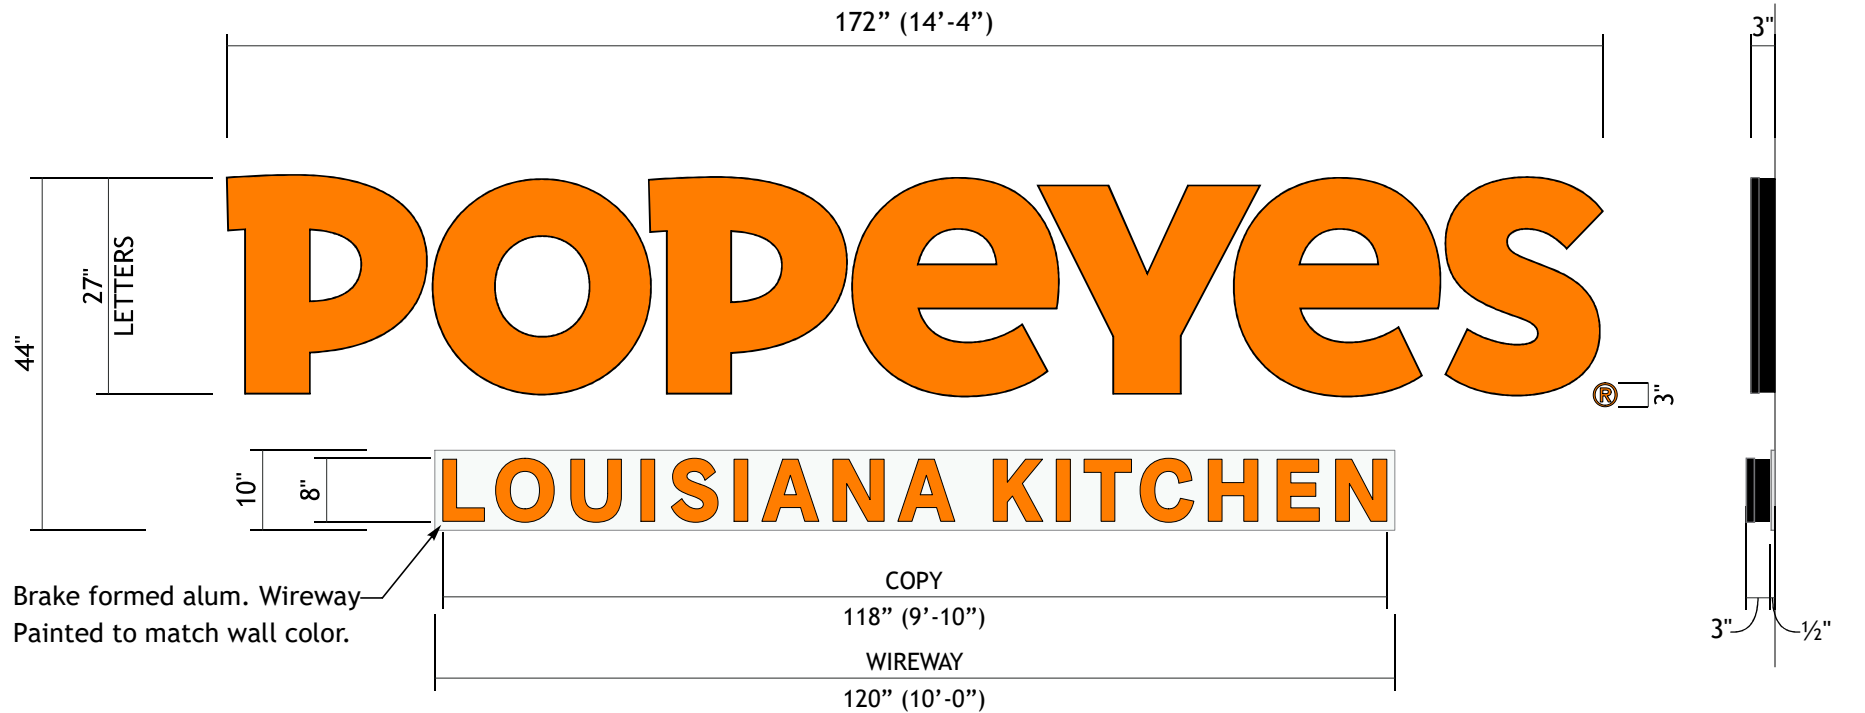 172” (14’-4”)
3"
POPEYES
®
3"
27"
LETTERS
44"
10"
8"
LOUISIANA KITCHEN
COPY
118” (9’-10”)
Brake formed alum. Wireway
Painted to match wall color.
WIREWAY
120” (10’-0”)
3"
½"